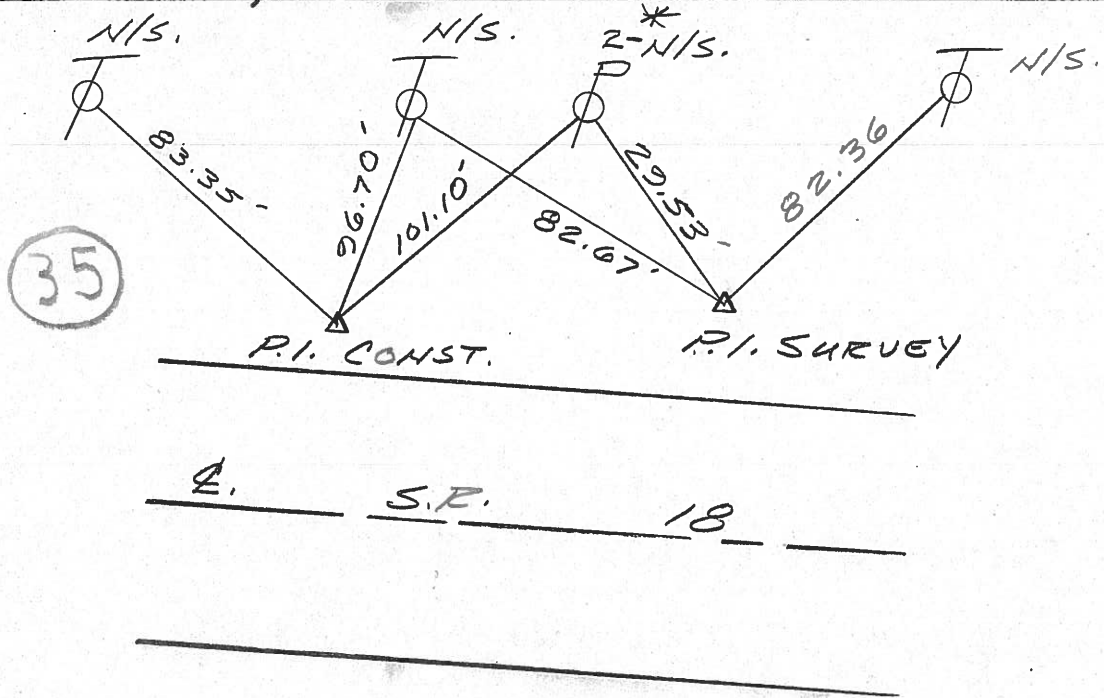 N/S.
N/S.
*
2-N/S.
N/S.
P
83.35'
96.70'
101.10'
82.67'
29.53'
82.36
35
P.I. CONST.
P.I. SURVEY
℄.
S.R.
18